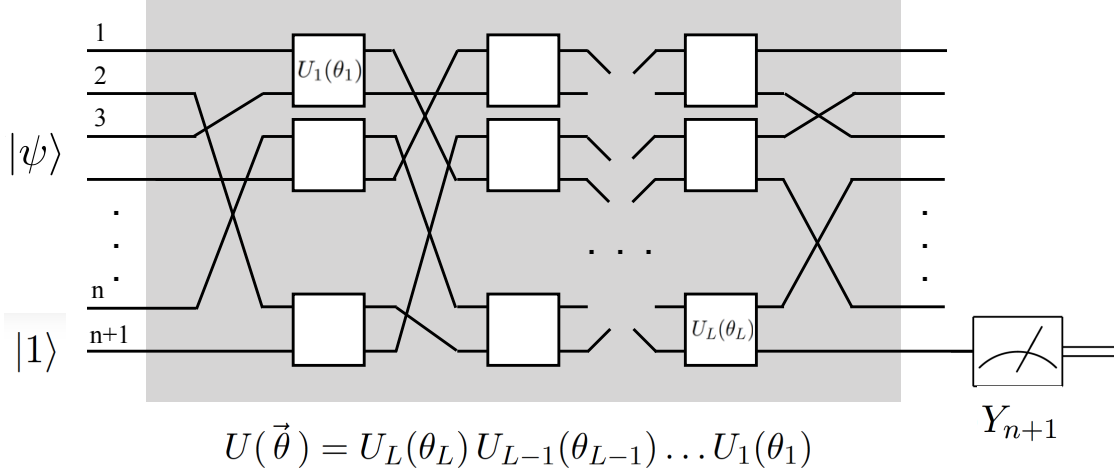 1
U₁(θ₁)
2
3
|ψ⟩
.
.
.
. . .
.
.
.
n
n+1
|1⟩
U_L(θ_L)
Y_{n+1}
U(θ⃗) = U_L(θ_L) U_{L−1}(θ_{L−1}) … U₁(θ₁)